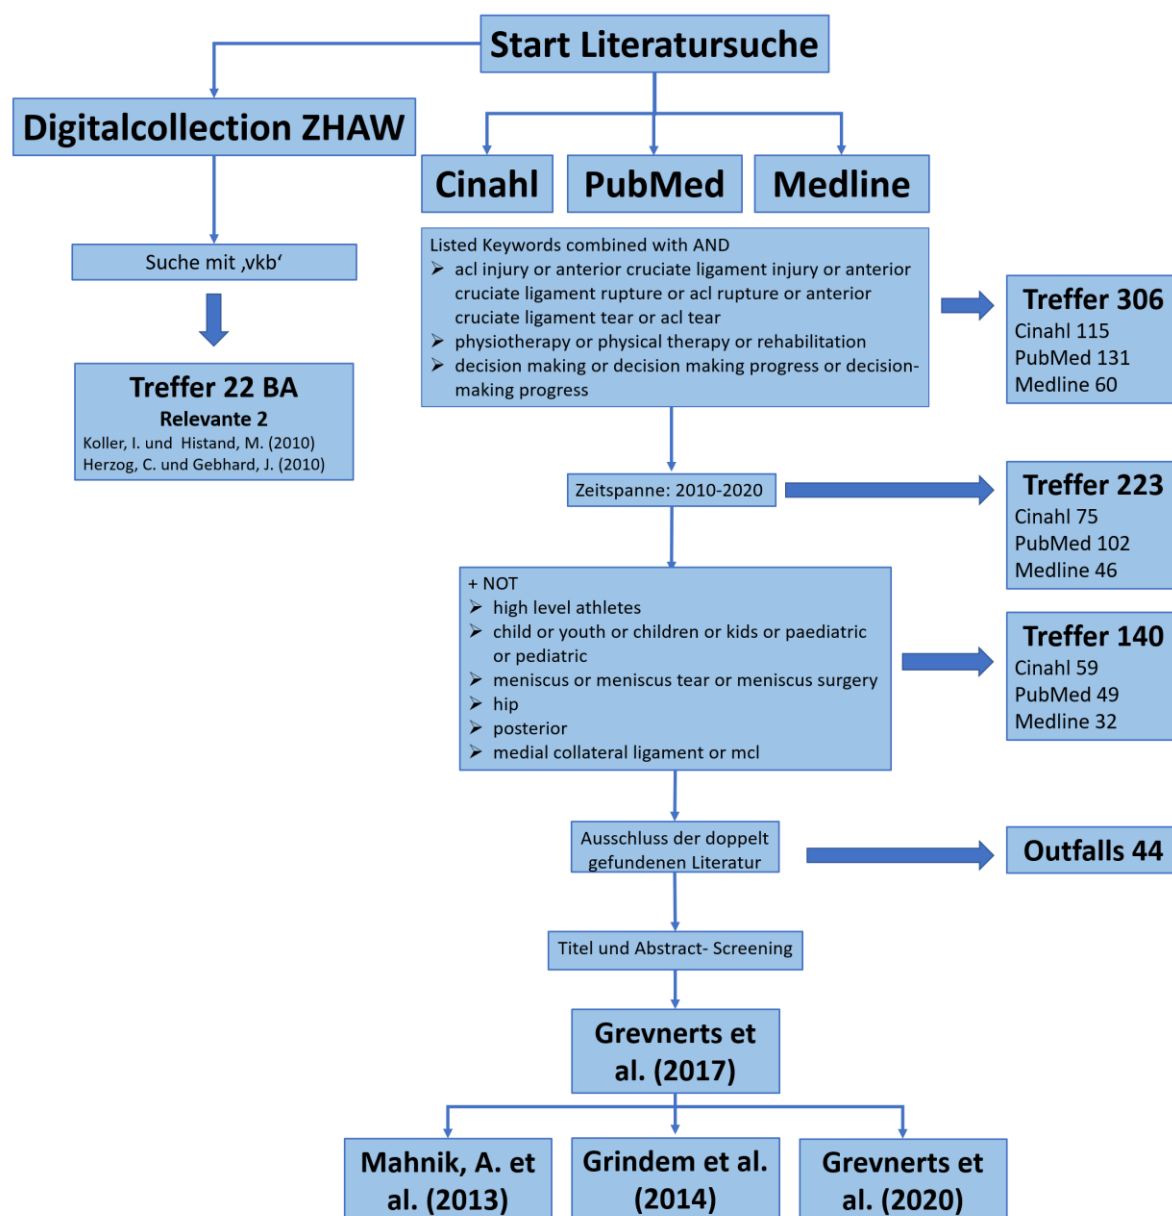 Start Literatursuche
Digitalcollection ZHAW
Suche mit ‚vkb‘
Treffer 22 BA
Relevante 2
Koller, I. und Histand, M. (2010)
Herzog, C. und Gebhard, J. (2010)
Cinahl
PubMed
Medline
Listed Keywords combined with AND
➢ acl injury or anterior cruciate ligament injury or anterior
cruciate ligament rupture or acl rupture or anterior
cruciate ligament tear or acl tear
➢ physiotherapy or physical therapy or rehabilitation
➢ decision making or decision making progress or decision-
making progress
Treffer 306
Cinahl 115
PubMed 131
Medline 60
Zeitspanne: 2010-2020
Treffer 223
Cinahl 75
PubMed 102
Medline 46
+ NOT
➢ high level athletes
➢ child or youth or children or kids or paediatric
or pediatric
➢ meniscus or meniscus tear or meniscus surgery
➢ hip
➢ posterior
➢ medial collateral ligament or mcl
Treffer 140
Cinahl 59
PubMed 49
Medline 32
Ausschluss der doppelt
gefundenen Literatur
Outfalls 44
Titel und Abstract- Screening
Grevnerts et
al. (2017)
Mahnik, A. et
al. (2013)
Grindem et al.
(2014)
Grevnerts et
al. (2020)